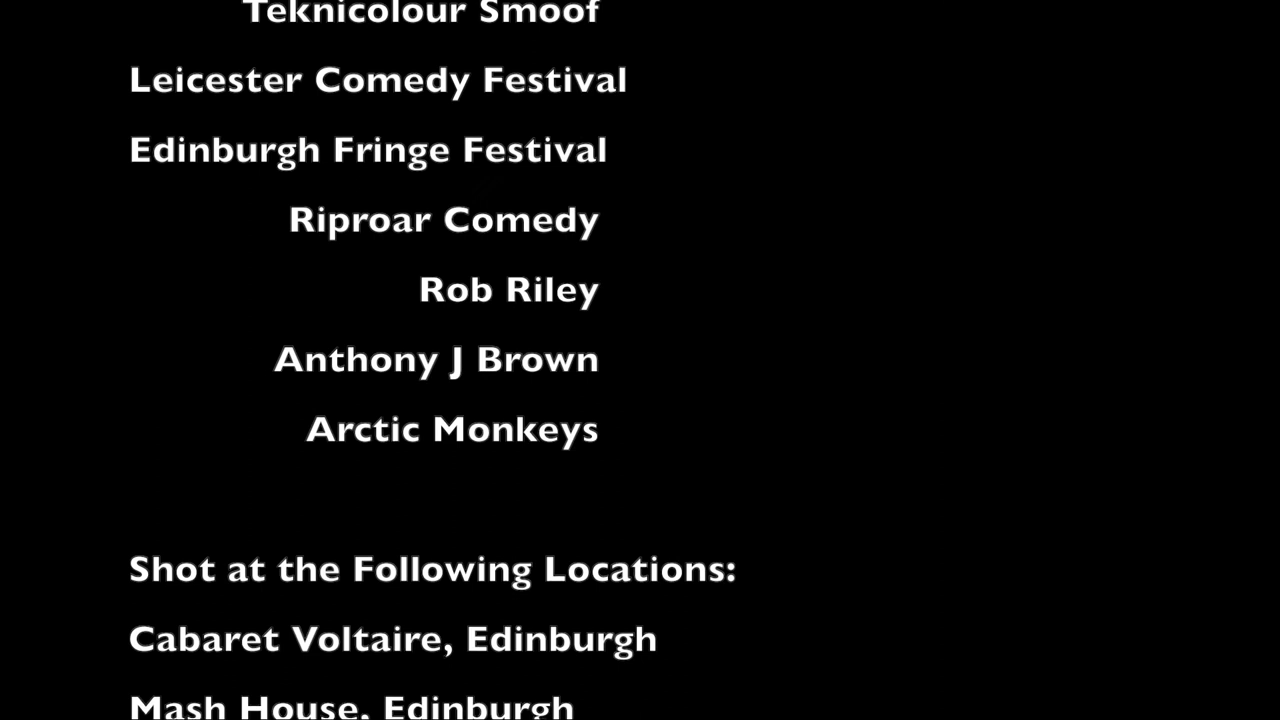 Teknicolour Smoof
Leicester Comedy Festival
Edinburgh Fringe Festival
Riproar Comedy
Rob Riley
Anthony J Brown
Arctic Monkeys
Shot at the Following Locations:
Cabaret Voltaire, Edinburgh
Mash House, Edinburgh